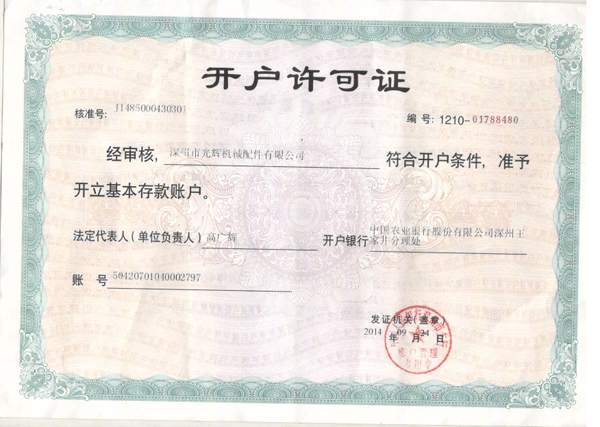 开户许可证
核准号: J1485000430301
编 号: 1210-01788480
经审核, 深州市光辉机械配件有限公司 符合开户条件, 准予
开立基本存款账户。
法定代表人(单位负责人) 高广辉 开户银行 中国农业银行股份有限公司深州王
家井分理处
账 号 50420701040002797
发证机关(盖章)
2014 年 09 月 24 日